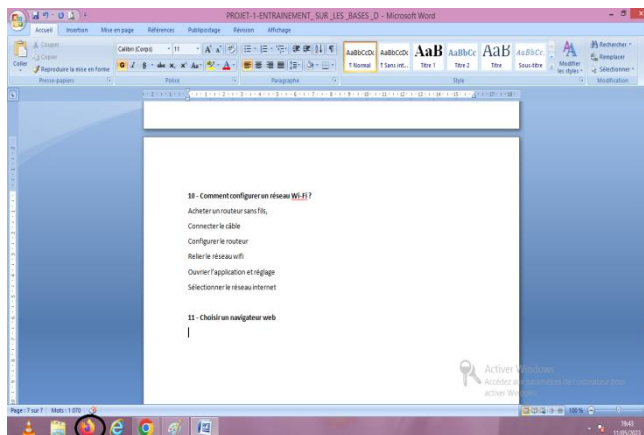 PROJET-1-ENTRAINEMENT_SUR_LES_BASES_D - Microsoft Word
Accueil Insertion Mise en page Références Publipostage Révision Affichage
Coller
Couper
Copier
Reproduire la mise en forme
Presse-papiers
Calibri (Corps) 11
Police
Paragraphe
AaBbCcDc AaBbCcDc AaB AaBbCc AaB AaBbCc.
¶ Normal ¶ Sans int... Titre 1 Titre 2 Titre Sous-titre
Modifier les styles
Style
Rechercher
Remplacer
Sélectionner
Modification
10 - Comment configurer un réseau Wi-Fi ?
Acheter un routeur sans fils,
Connecter le câble
Configurer le routeur
Relier le réseau wifi
Ouvrier l'application et réglage
Sélectionner le réseau internet
11 - Choisir un navigateur web
Activer Windows
Accédez aux paramètres de l'ordinateur pour
activer Windows.
Page : 7 sur 7 Mots : 1 070
100 %
19:43
11/05/2023